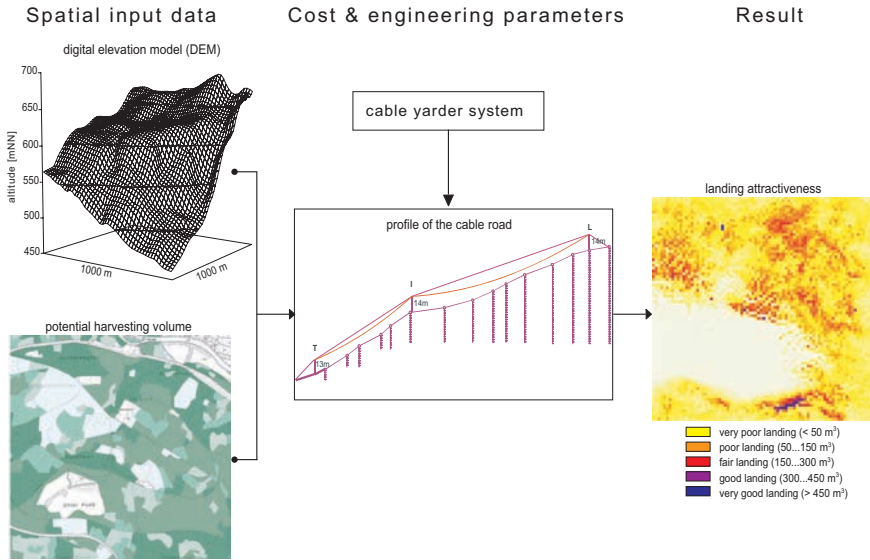 Spatial input data
Cost & engineering parameters
Result
digital elevation model (DEM)
700
650
600
550
500
450
altitude [mNN]
1000 m
1000 m
cable yarder system
profile of the cable road
L
14m
I
14m
T
13m
landing attractiveness
potential harvesting volume
very poor landing (< 50 m³)
poor landing (50...150 m³)
fair landing (150...300 m³)
good landing (300...450 m³)
very good landing (> 450 m³)